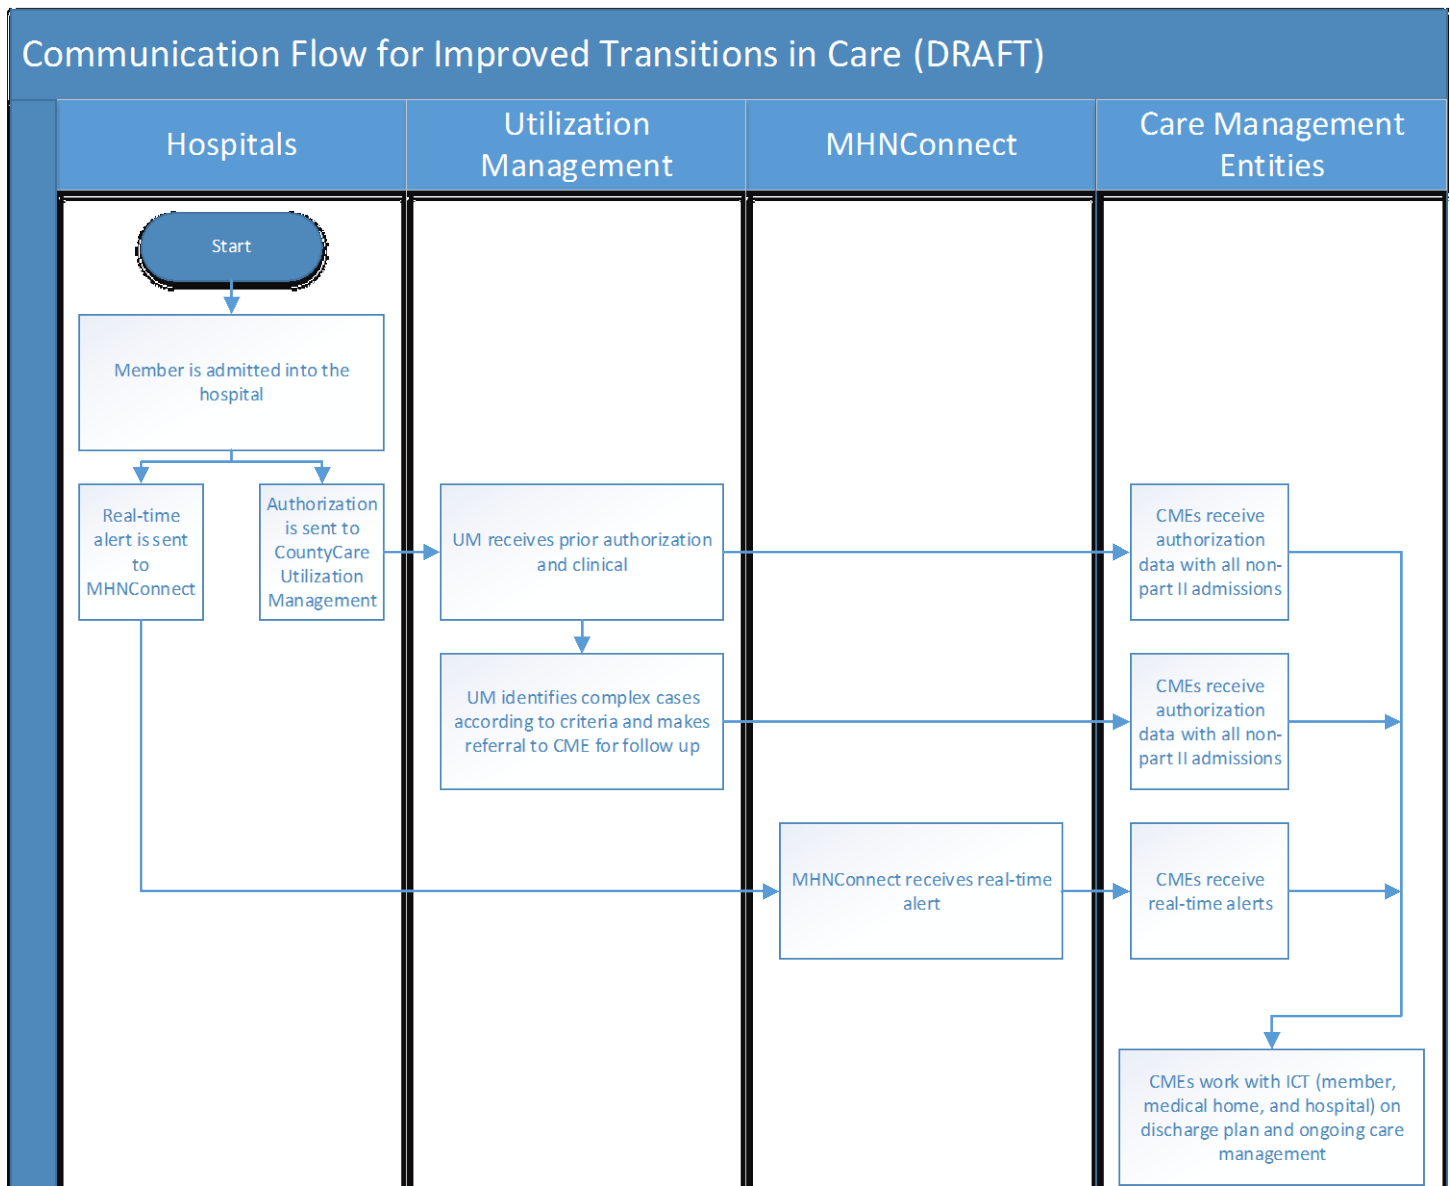 Communication Flow for Improved Transitions in Care (DRAFT)
Hospitals
Utilization
Management
MHNConnect
Care Management
Entities
Start
Member is admitted into the
hospital
Real-time
alert is sent
to
MHNConnect
Authorization
is sent to
CountyCare
Utilization
Management
UM receives prior authorization
and clinical
CMEs receive
authorization
data with all non-
part II admissions
UM identifies complex cases
according to criteria and makes
referral to CME for follow up
CMEs receive
authorization
data with all non-
part II admissions
MHNConnect receives real-time
alert
CMEs receive
real-time alerts
CMEs work with ICT (member,
medical home, and hospital) on
discharge plan and ongoing care
management